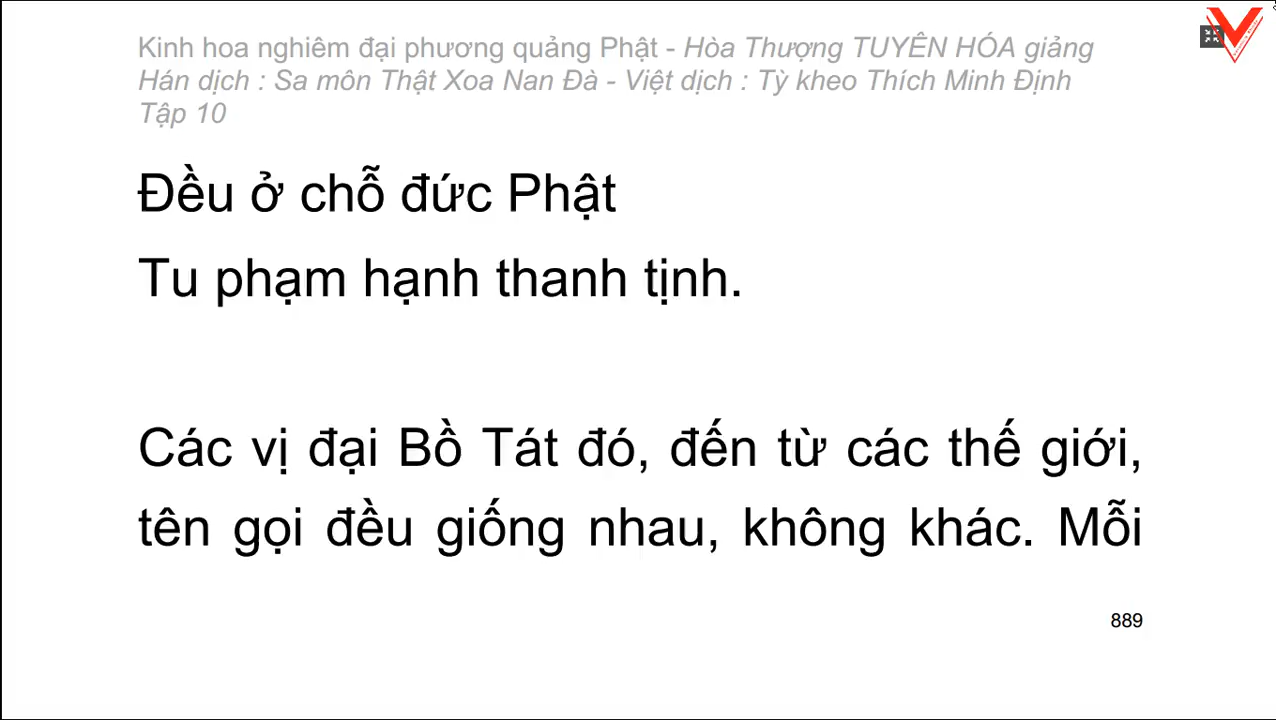 Kinh hoa nghiêm đại phương quảng Phật - Hòa Thượng TUYÊN HÓA giảng
Hán dịch : Sa môn Thật Xoa Nan Đà - Việt dịch : Tỳ kheo Thích Minh Định
Tập 10
Đều ở chỗ đức Phật
Tu phạm hạnh thanh tịnh.
Các vị đại Bồ Tát đó, đến từ các thế giới,
tên gọi đều giống nhau, không khác. Mỗi
889